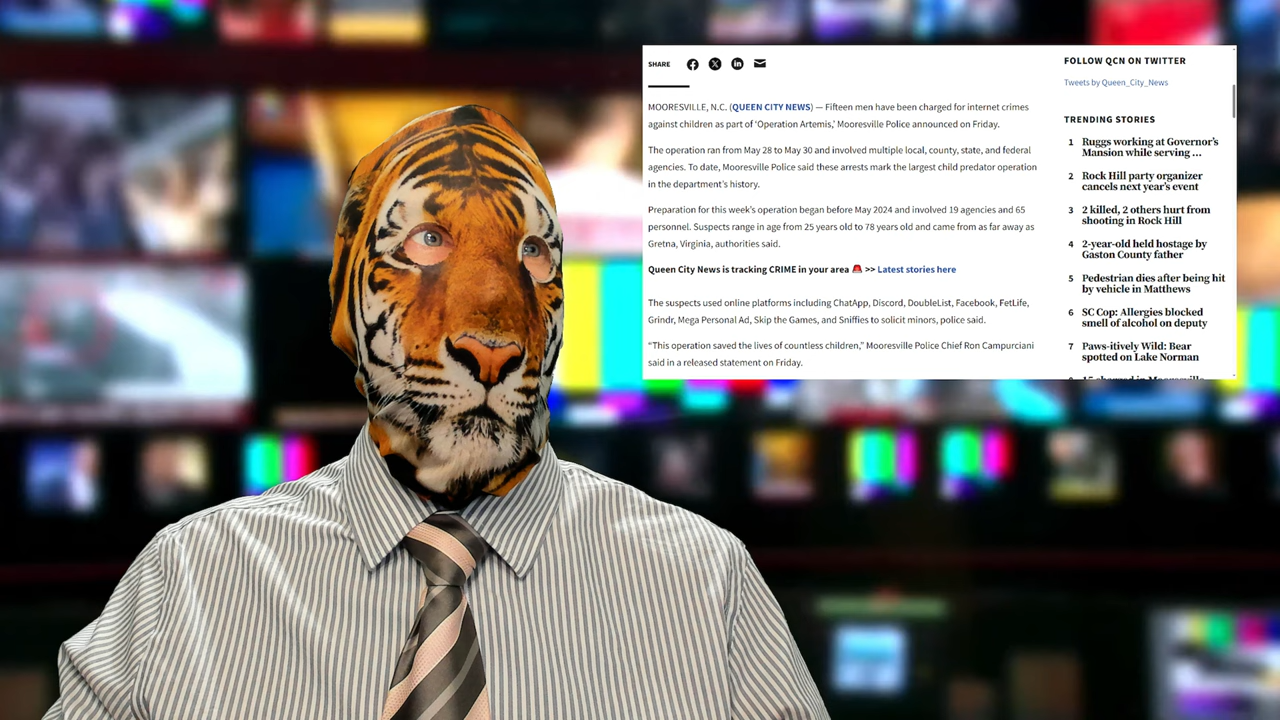 SHARE
MOORESVILLE, N.C. (QUEEN CITY NEWS) — Fifteen men have been charged for internet crimes
against children as part of ‘Operation Artemis,’ Mooresville Police announced on Friday.
The operation ran from May 28 to May 30 and involved multiple local, county, state, and federal
agencies. To date, Mooresville Police said these arrests mark the largest child predator operation
in the department’s history.
Preparation for this week’s operation began before May 2024 and involved 19 agencies and 65
personnel. Suspects range in age from 25 years old to 78 years old and came from as far away as
Gretna, Virginia, authorities said.
Queen City News is tracking CRIME in your area 🚨 >> Latest stories here
The suspects used online platforms including ChatApp, Discord, DoubleList, Facebook, FetLife,
Grindr, Mega Personal Ad, Skip the Games, and Sniffies to solicit minors, police said.
“This operation saved the lives of countless children,” Mooresville Police Chief Ron Campurciani
said in a released statement on Friday.
FOLLOW QCN ON TWITTER
Tweets by Queen_City_News
TRENDING STORIES
1 Ruggs working at Governor’s
Mansion while serving …
2 Rock Hill party organizer
cancels next year’s event
3 2 killed, 2 others hurt from
shooting in Rock Hill
4 2-year-old held hostage by
Gaston County father
5 Pedestrian dies after being hit
by vehicle in Matthews
6 SC Cop: Allergies blocked
smell of alcohol on deputy
7 Paws-itively Wild: Bear
spotted on Lake Norman